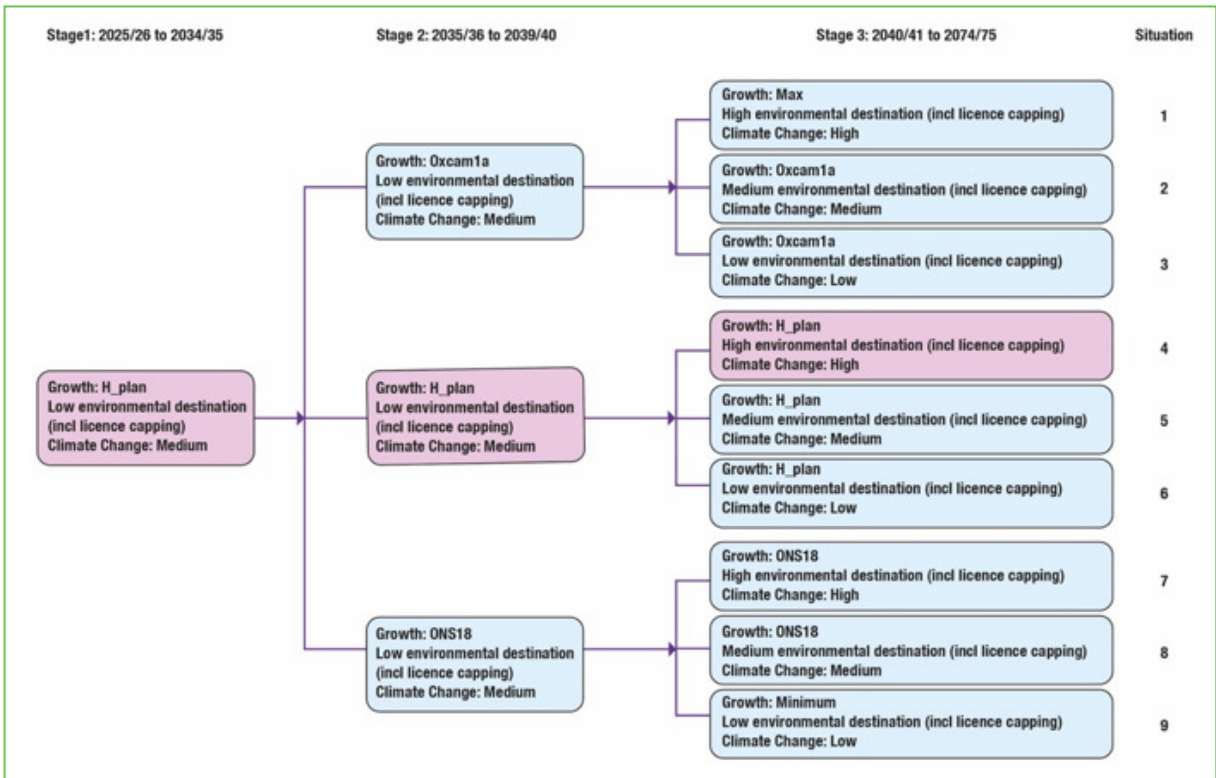 Stage1: 2025/26 to 2034/35
Stage 2: 2035/36 to 2039/40
Stage 3: 2040/41 to 2074/75
Situation
Growth: H_plan
Low environmental destination
(incl licence capping)
Climate Change: Medium
Growth: Oxcam1a
Low environmental destination
(incl licence capping)
Climate Change: Medium
Growth: H_plan
Low environmental destination
(incl licence capping)
Climate Change: Medium
Growth: ONS18
Low environmental destination
(incl licence capping)
Climate Change: Medium
Growth: Max
High environmental destination (incl licence capping)
Climate Change: High
1
Growth: Oxcam1a
Medium environmental destination (incl licence capping)
Climate Change: Medium
2
Growth: Oxcam1a
Low environmental destination (incl licence capping)
Climate Change: Low
3
Growth: H_plan
High environmental destination (incl licence capping)
Climate Change: High
4
Growth: H_plan
Medium environmental destination (incl licence capping)
Climate Change: Medium
5
Growth: H_plan
Low environmental destination (incl licence capping)
Climate Change: Low
6
Growth: ONS18
High environmental destination (incl licence capping)
Climate Change: High
7
Growth: ONS18
Medium environmental destination (incl licence capping)
Climate Change: Medium
8
Growth: Minimum
Low environmental destination (incl licence capping)
Climate Change: Low
9